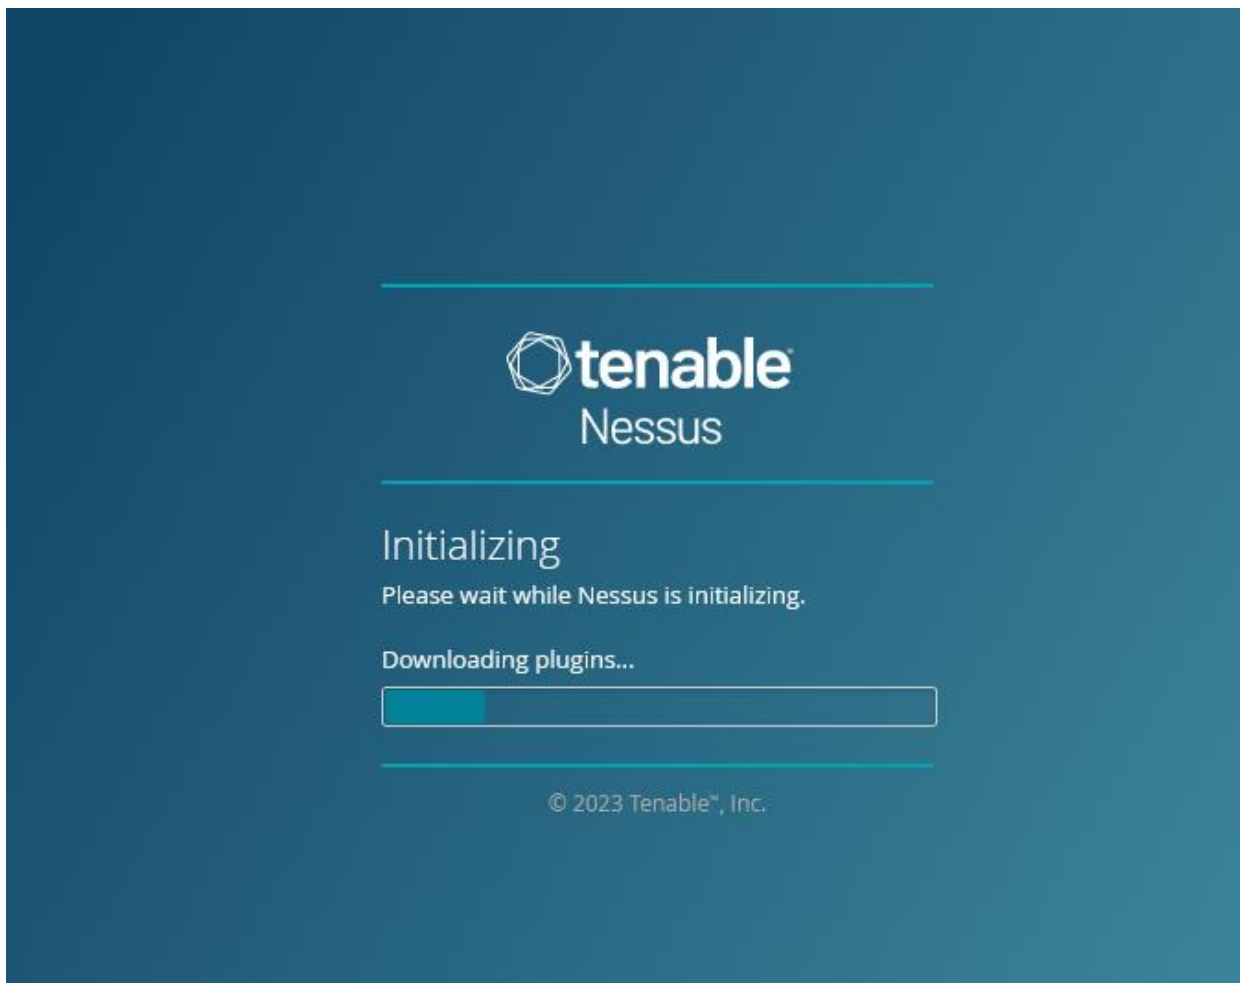 tenable
Nessus
Initializing
Please wait while Nessus is initializing.
Downloading plugins...
© 2023 Tenable™, Inc.